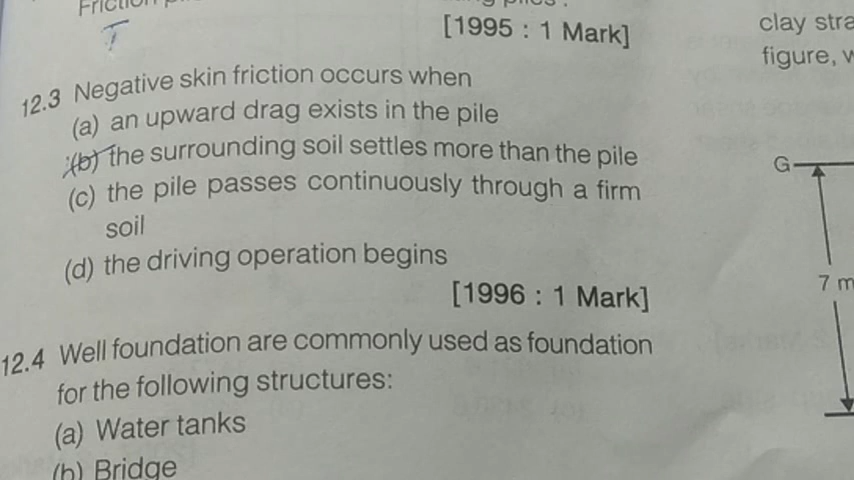 Friction
[1995 : 1 Mark]
12.3 Negative skin friction occurs when
(a) an upward drag exists in the pile
(b) the surrounding soil settles more than the pile
(c) the pile passes continuously through a firm
soil
(d) the driving operation begins
[1996 : 1 Mark]
12.4 Well foundation are commonly used as foundation
for the following structures:
(a) Water tanks
(b) Bridge
clay stra
figure, w
G
7 m